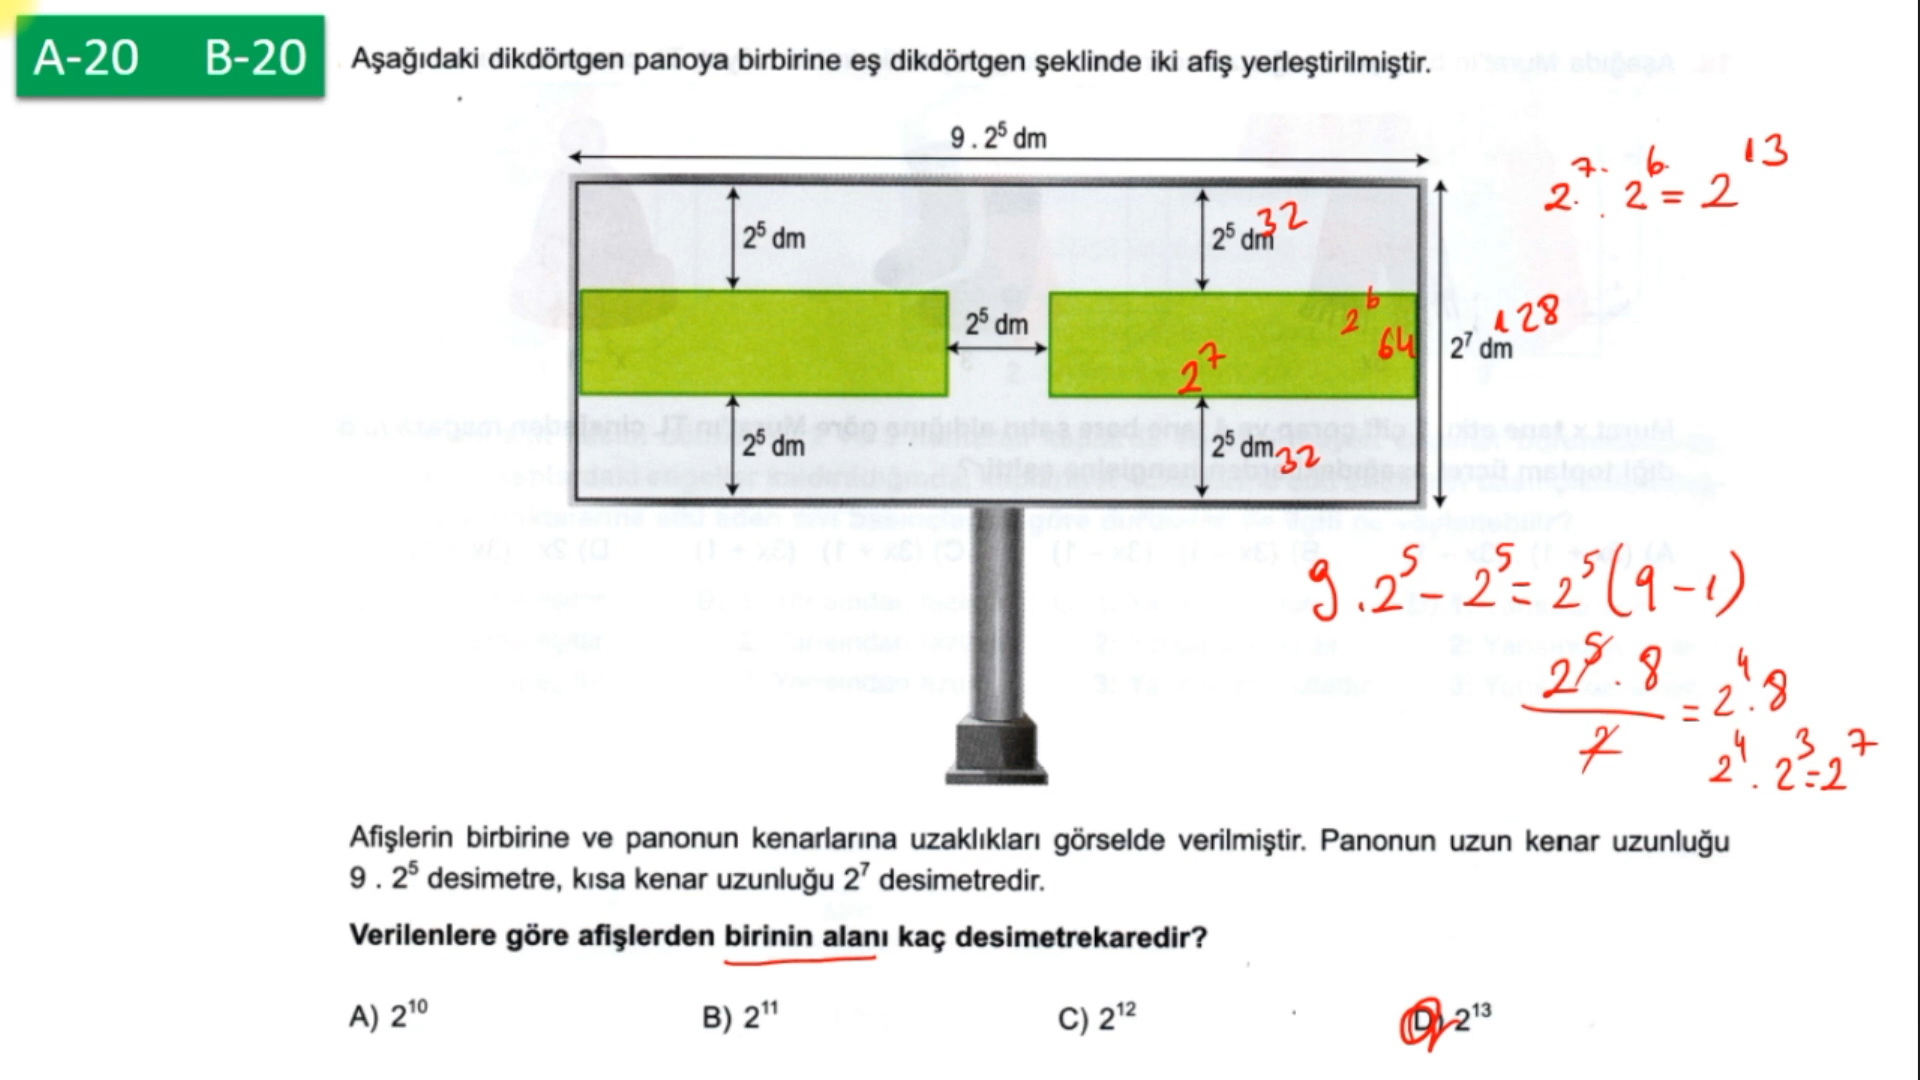 A-20 B-20
Aşağıdaki dikdörtgen panoya birbirine eş dikdörtgen şeklinde iki afiş yerleştirilmiştir.
9 . 2⁵ dm
2⁷ . 2⁶ = 2¹³
2⁵ dm
2⁵ dm
32
2⁵ dm
2⁶
64
2⁷
2⁷ dm
128
2⁵ dm
2⁵ dm
32
9 . 2⁵ - 2⁵ = 2⁵ (9 - 1)
2⁵ . 8 / 2 = 2⁴ . 8
2⁴ . 2³ = 2⁷
Afişlerin birbirine ve panonun kenarlarına uzaklıkları görselde verilmiştir. Panonun uzun kenar uzunluğu
9 . 2⁵ desimetre, kısa kenar uzunluğu 2⁷ desimetredir.
Verilenlere göre afişlerden birinin alanı kaç desimetrekaredir?
A) 2¹⁰ B) 2¹¹ C) 2¹² D) 2¹³